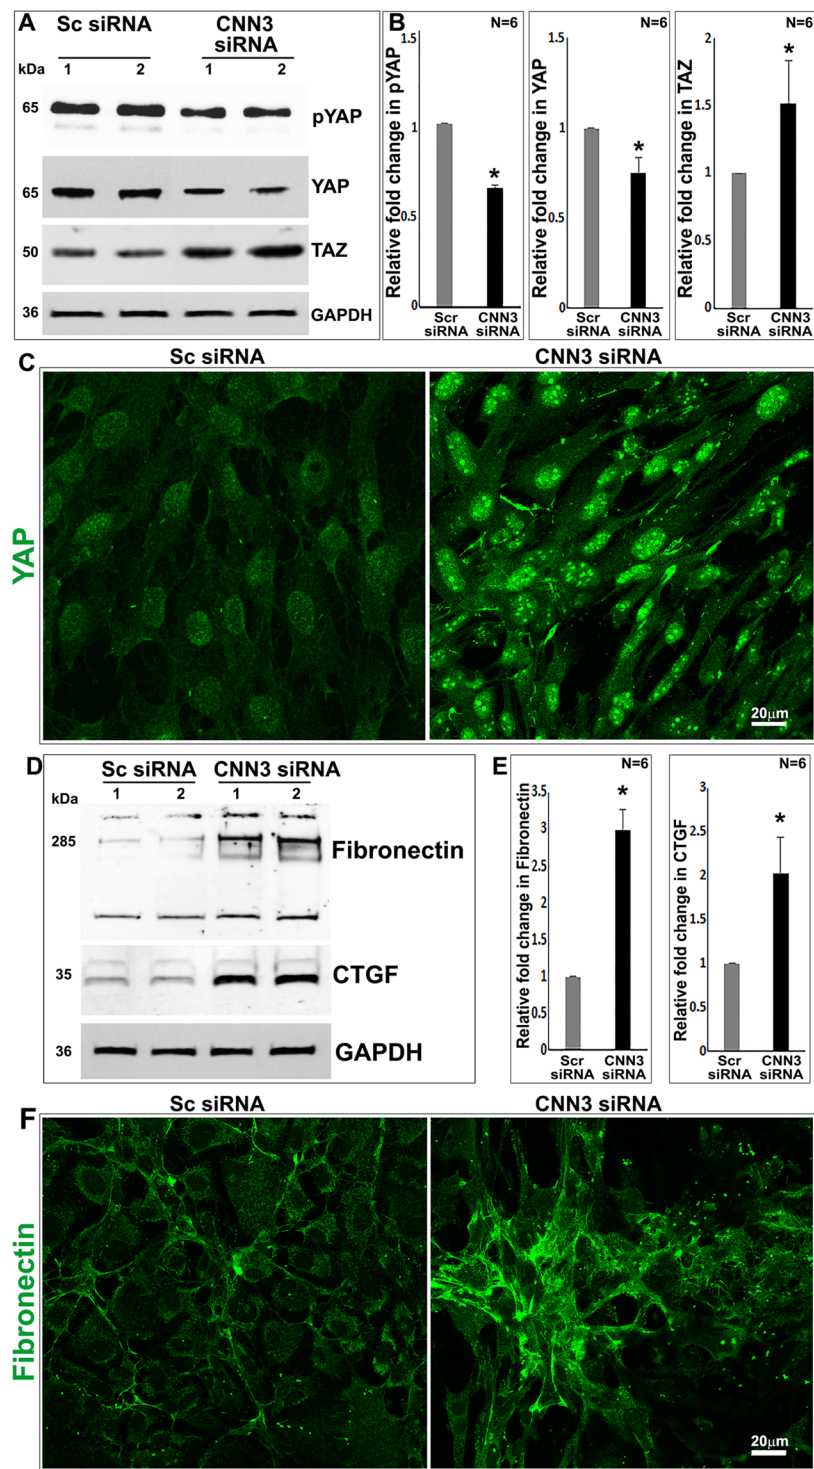 A
Sc siRNA
CNN3
siRNA
kDa
1 2 1 2
65
pYAP
65
YAP
50
TAZ
36
GAPDH
B
N=6
Relative fold change in pYAP
1.5
1
0.5
0
Scr
siRNA
CNN3
siRNA
*
N=6
Relative fold change in YAP
1.5
1
0.5
0
Scr
siRNA
CNN3
siRNA
*
N=6
Relative fold change in TAZ
2
1.5
1
0.5
0
Scr
siRNA
CNN3
siRNA
*
C
Sc siRNA
CNN3 siRNA
YAP
20µm
D
Sc siRNA
CNN3 siRNA
kDa
1 2 1 2
285
Fibronectin
35
CTGF
36
GAPDH
E
N=6
Relative fold change in Fibronectin
3.5
3
2.5
2
1.5
1
0.5
0
Scr
siRNA
CNN3
siRNA
*
N=6
Relative fold change in CTGF
3
2.5
2
1.5
1
0.5
0
Scr
siRNA
CNN3
siRNA
*
F
Sc siRNA
CNN3 siRNA
Fibronectin
20µm